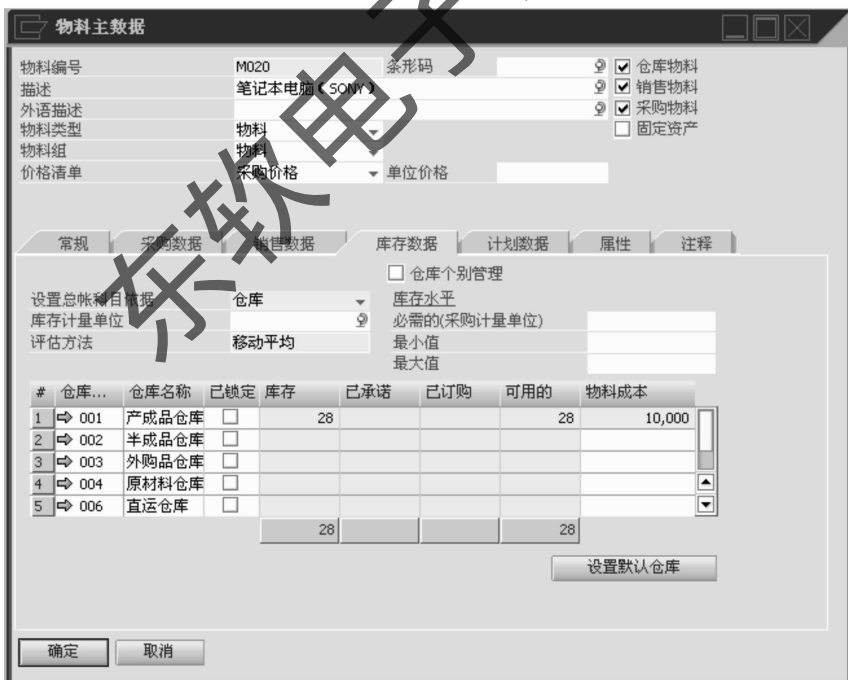 物料主数据
物料编号 M020 条形码 仓库物料
描述 笔记本电脑(SONY) 销售物料
外语描述 采购物料
物料类型 物料 固定资产
物料组 物料
价格清单 采购价格 单位价格
常规 采购数据 销售数据 库存数据 计划数据 属性 注释
仓库个别管理
设置总帐科目依据 仓库 库存水平
库存计量单位 必需的(采购计量单位)
评估方法 移动平均 最小值
最大值
# 仓库... 仓库名称 已锁定 库存 已承诺 已订购 可用的 物料成本
1 001 产成品仓库 28 28 10,000
2 002 半成品仓库
3 003 外购品仓库
4 004 原材料仓库
5 006 直运仓库
28 28
设置默认仓库
确定 取消
东软电子